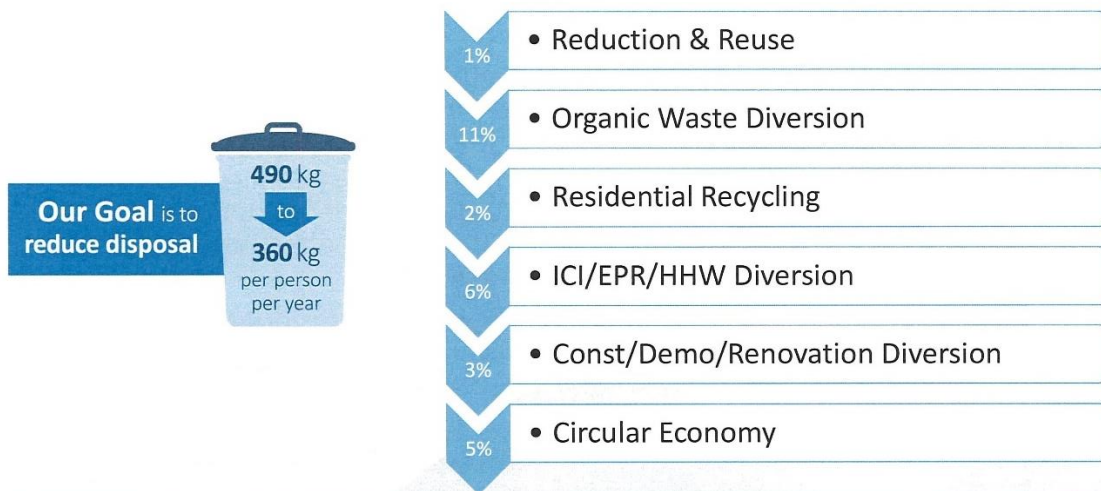 Our Goal is to
reduce disposal
490 kg
to
360 kg
per person
per year
1%
• Reduction & Reuse
11%
• Organic Waste Diversion
2%
• Residential Recycling
6%
• ICI/EPR/HHW Diversion
3%
• Const/Demo/Renovation Diversion
5%
• Circular Economy